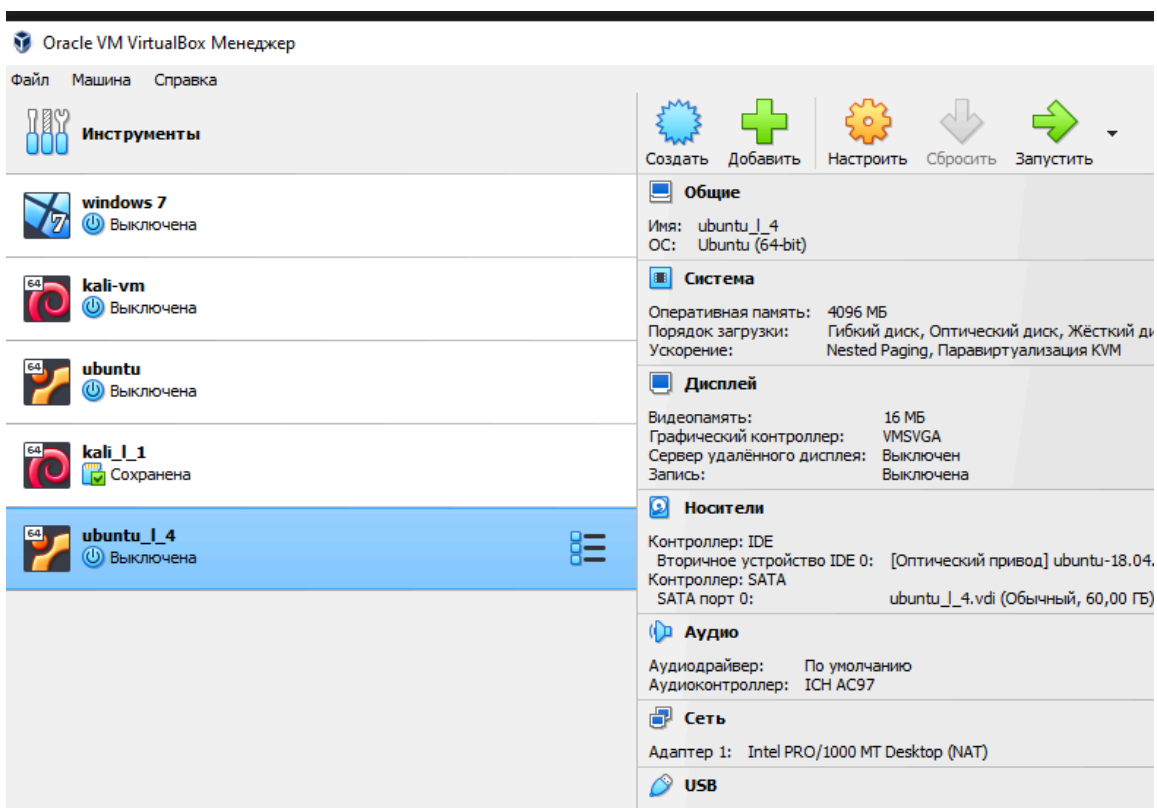 Oracle VM VirtualBox Менеджер
Файл Машина Справка
Инструменты
Создать Добавить Настроить Сбросить Запустить
7
windows 7
Выключена
64
kali-vm
Выключена
64
ubuntu
Выключена
64
kali_l_1
Сохранена
64
ubuntu_l_4
Выключена
Общие
Имя: ubuntu_l_4
ОС: Ubuntu (64-bit)
Система
Оперативная память: 4096 МБ
Порядок загрузки: Гибкий диск, Оптический диск, Жёсткий ди
Ускорение: Nested Paging, Паравиртуализация KVM
Дисплей
Видеопамять: 16 МБ
Графический контроллер: VMSVGA
Сервер удалённого дисплея: Выключен
Запись: Выключена
Носители
Контроллер: IDE
Вторичное устройство IDE 0: [Оптический привод] ubuntu-18.04.
Контроллер: SATA
SATA порт 0: ubuntu_l_4.vdi (Обычный, 60,00 ГБ)
Аудио
Аудиодрайвер: По умолчанию
Аудиоконтроллер: ICH AC97
Сеть
Адаптер 1: Intel PRO/1000 MT Desktop (NAT)
USB